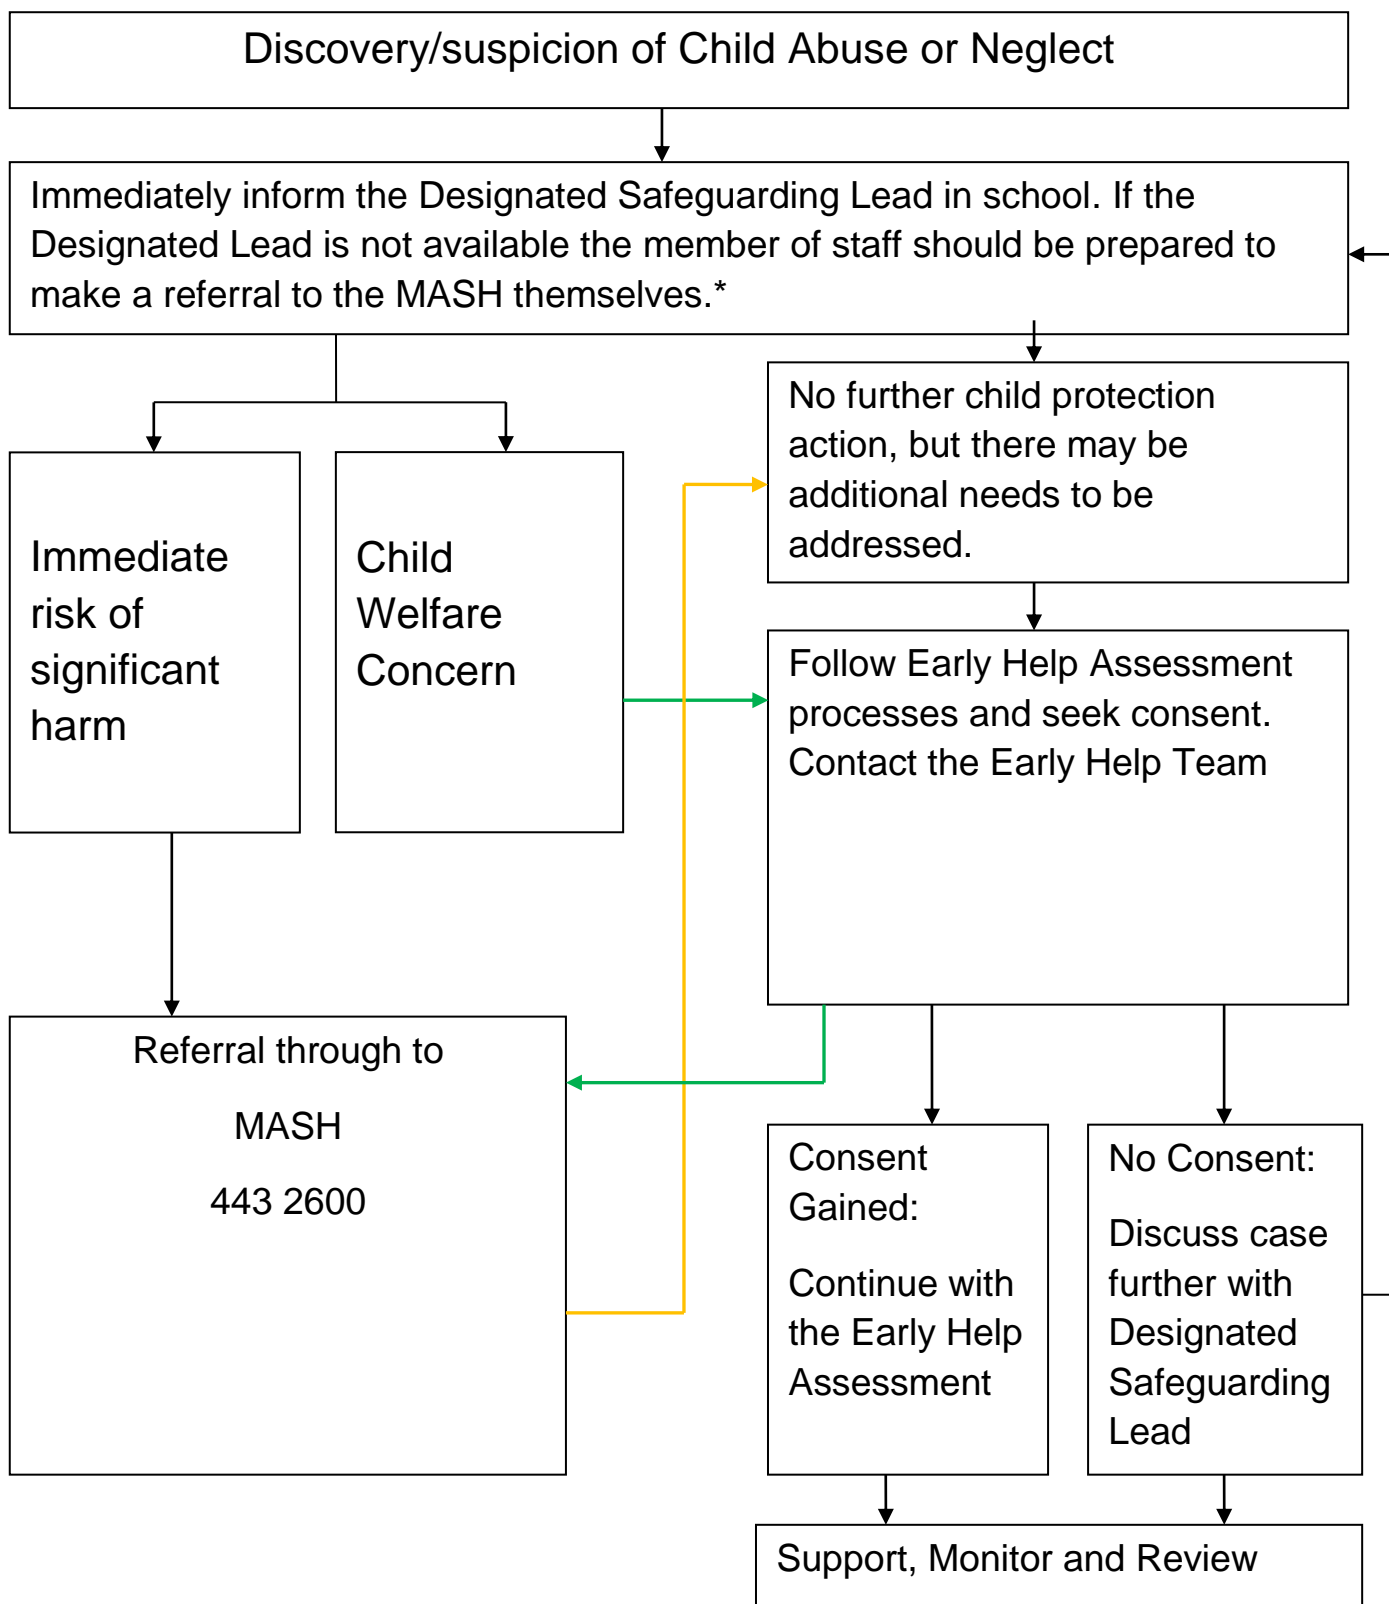 Discovery/suspicion of Child Abuse or Neglect
Immediately inform the Designated Safeguarding Lead in school. If the
Designated Lead is not available the member of staff should be prepared to
make a referral to the MASH themselves.*
No further child protection
action, but there may be
additional needs to be
addressed.
Immediate
risk of
significant
harm
Child
Welfare
Concern
Follow Early Help Assessment
processes and seek consent.
Contact the Early Help Team
Referral through to
MASH
443 2600
Consent
Gained:
Continue with
the Early Help
Assessment
No Consent:
Discuss case
further with
Designated
Safeguarding
Lead
Support, Monitor and Review